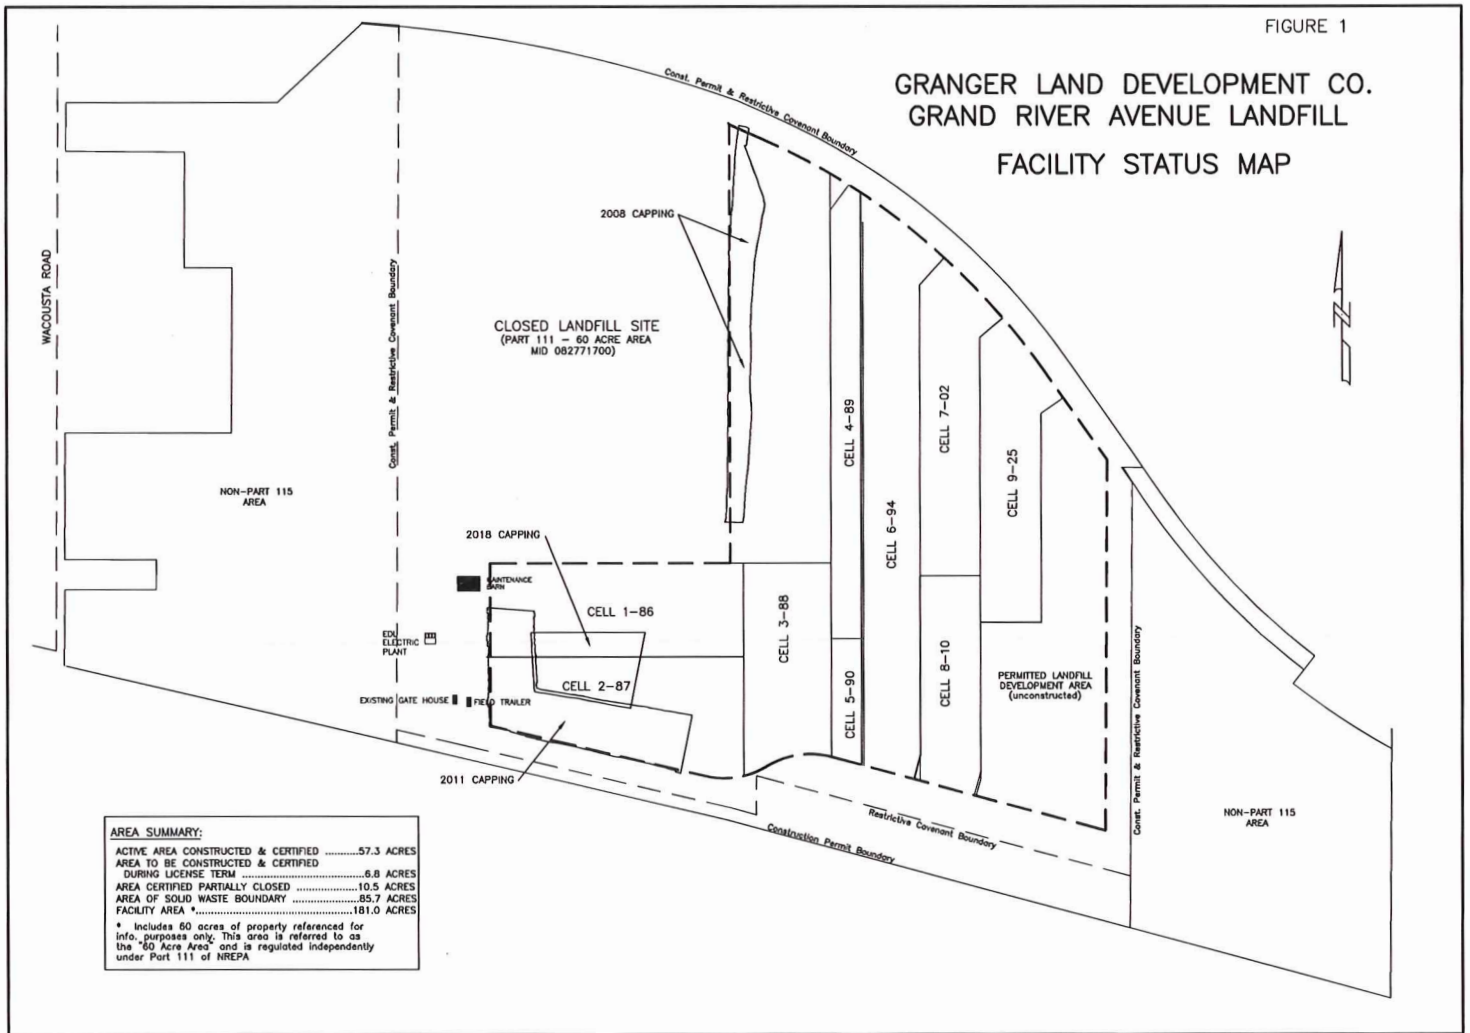 FIGURE 1
GRANGER LAND DEVELOPMENT CO.
GRAND RIVER AVENUE LANDFILL
FACILITY STATUS MAP
Const. Permit & Restrictive Covenant Boundary
2008 CAPPING
WACOUSTA ROAD
Const. Permit & Restrictive Covenant Boundary
CLOSED LANDFILL SITE
(PART 111 – 60 ACRE AREA
MID 082771700)
N
CELL 4–89
CELL 7–02
CELL 9–25
CELL 6–94
NON–PART 115
AREA
2018 CAPPING
MAINTENANCE
BARN
CELL 1–86
CELL 3–88
EDL
ELECTRIC
PLANT
CELL 2–87
CELL 5–90
CELL 8–10
PERMITTED LANDFILL
DEVELOPMENT AREA
(unconstructed)
Const. Permit & Restrictive Covenant Boundary
EXISTING GATE HOUSE
FIELD TRAILER
2011 CAPPING
Restrictive Covenant Boundary
Construction Permit Boundary
NON–PART 115
AREA
AREA SUMMARY:
ACTIVE AREA CONSTRUCTED & CERTIFIED ..........57.3 ACRES
AREA TO BE CONSTRUCTED & CERTIFIED
DURING LICENSE TERM .....................................6.8 ACRES
AREA CERTIFIED PARTIALLY CLOSED ..................10.5 ACRES
AREA OF SOLID WASTE BOUNDARY ...................85.7 ACRES
FACILITY AREA *..............................................181.0 ACRES
* Includes 60 acres of property referenced for
info. purposes only. This area is referred to as
the "60 Acre Area" and is regulated independently
under Part 111 of NREPA